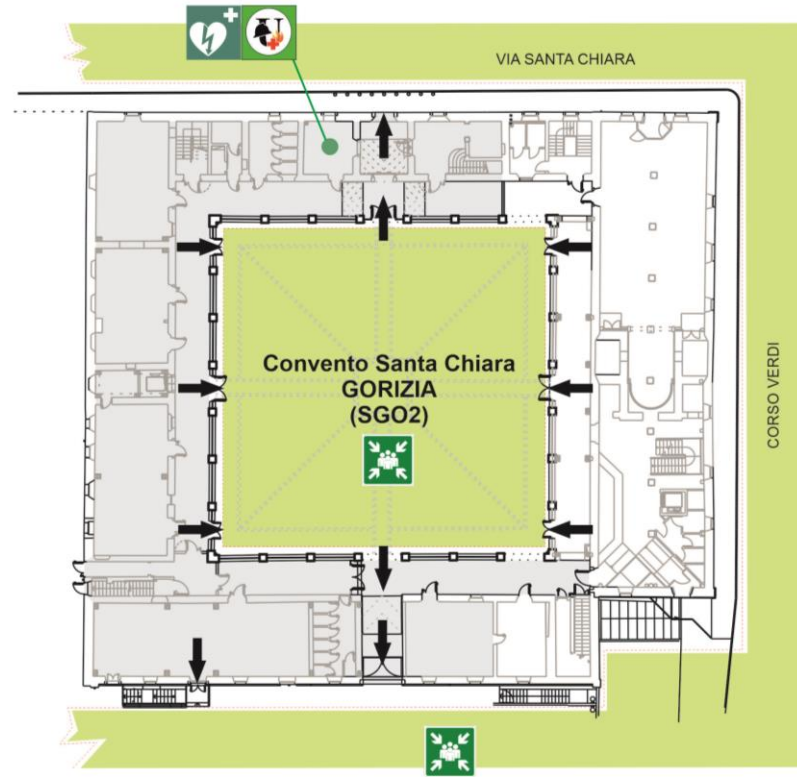 VIA SANTA CHIARA
Convento Santa Chiara
GORIZIA
(SGO2)
CORSO VERDI